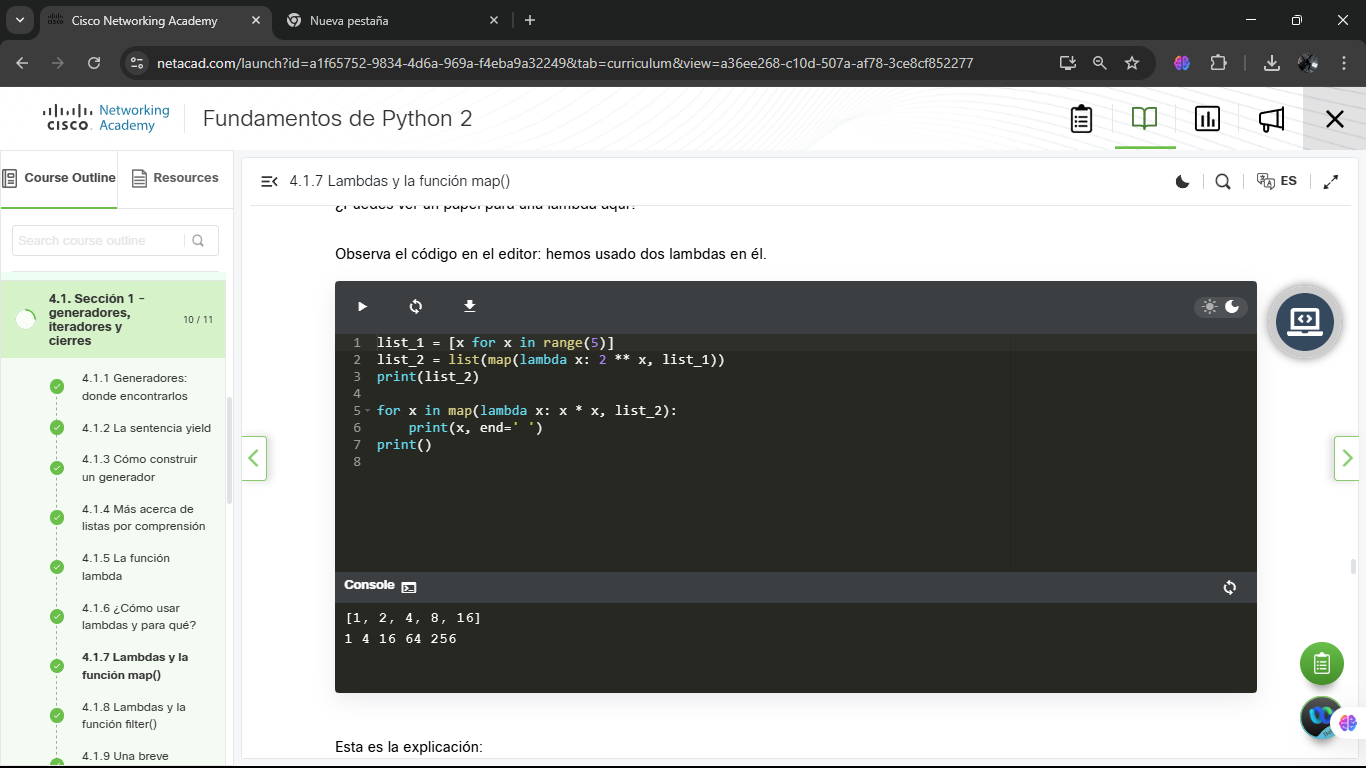 Cisco Networking Academy
Nueva pestaña
netacad.com/launch?id=a1f65752-9834-4d6a-969a-f4eba9a32249&tab=curriculum&view=a36ee268-c10d-507a-af78-3ce8cf852277
CISCO Networking Academy
Fundamentos de Python 2
Course Outline
Resources
4.1.7 Lambdas y la función map()
ES
Search course outline
4.1. Sección 1 -
generadores,
iteradores y
cierres
10 / 11
4.1.1 Generadores:
donde encontrarlos
4.1.2 La sentencia yield
4.1.3 Cómo construir
un generador
4.1.4 Más acerca de
listas por comprensión
4.1.5 La función
lambda
4.1.6 ¿Cómo usar
lambdas y para qué?
4.1.7 Lambdas y la
función map()
4.1.8 Lambdas y la
función filter()
4.1.9 Una breve
¿Puedes ver un papel para una lambda aquí?
Observa el código en el editor: hemos usado dos lambdas en él.
1 list_1 = [x for x in range(5)]
2 list_2 = list(map(lambda x: 2 ** x, list_1))
3 print(list_2)
4
5 for x in map(lambda x: x * x, list_2):
6     print(x, end=' ')
7 print()
8
Console
[1, 2, 4, 8, 16]
1 4 16 64 256
Esta es la explicación: